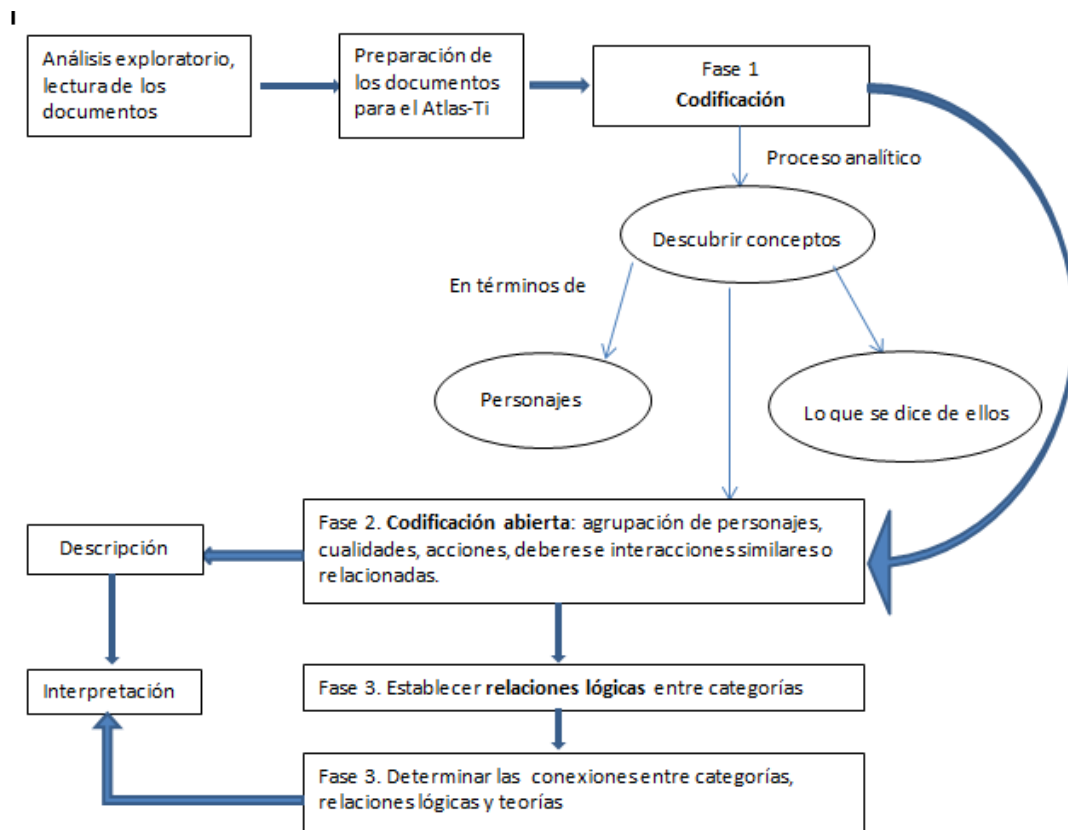 I
Análisis exploratorio,
lectura de los
documentos
Preparación de
los documentos
para el Atlas-Ti
Fase 1
Codificación
Proceso analítico
Descubrir conceptos
En términos de
Personajes
Lo que se dice de ellos
Fase 2. Codificación abierta: agrupación de personajes,
cualidades, acciones, deberes e interacciones similares o
relacionadas.
Descripción
Interpretación
Fase 3. Establecer relaciones lógicas entre categorías
Fase 3. Determinar las conexiones entre categorías,
relaciones lógicas y teorías